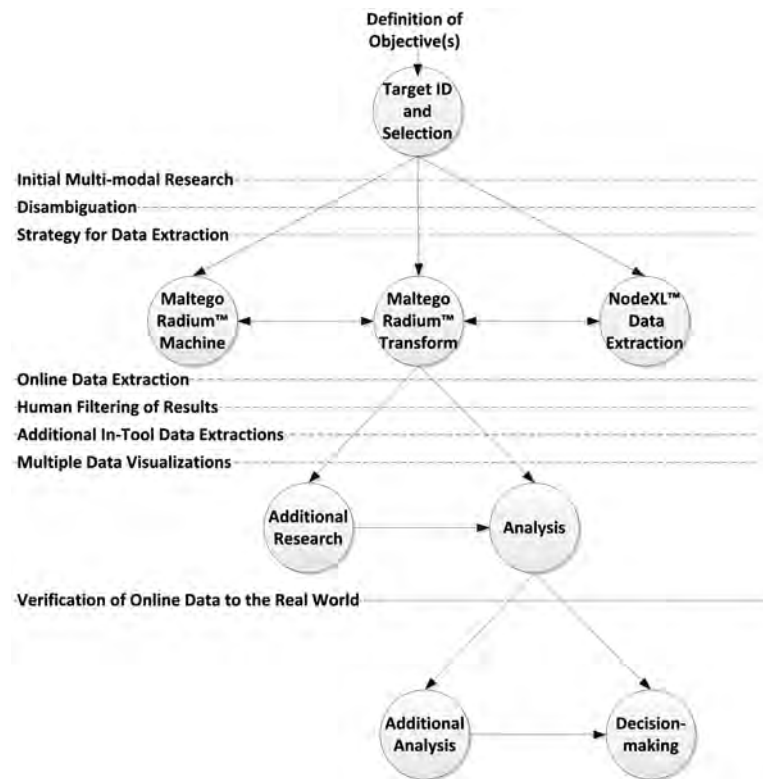 Definition of
Objective(s)
Target ID
and
Selection
Initial Multi-modal Research
Disambiguation
Strategy for Data Extraction
Maltego
Radium™
Machine
Maltego
Radium™
Transform
NodeXL™
Data
Extraction
Online Data Extraction
Human Filtering of Results
Additional In-Tool Data Extractions
Multiple Data Visualizations
Additional
Research
Analysis
Verification of Online Data to the Real World
Additional
Analysis
Decision-
making